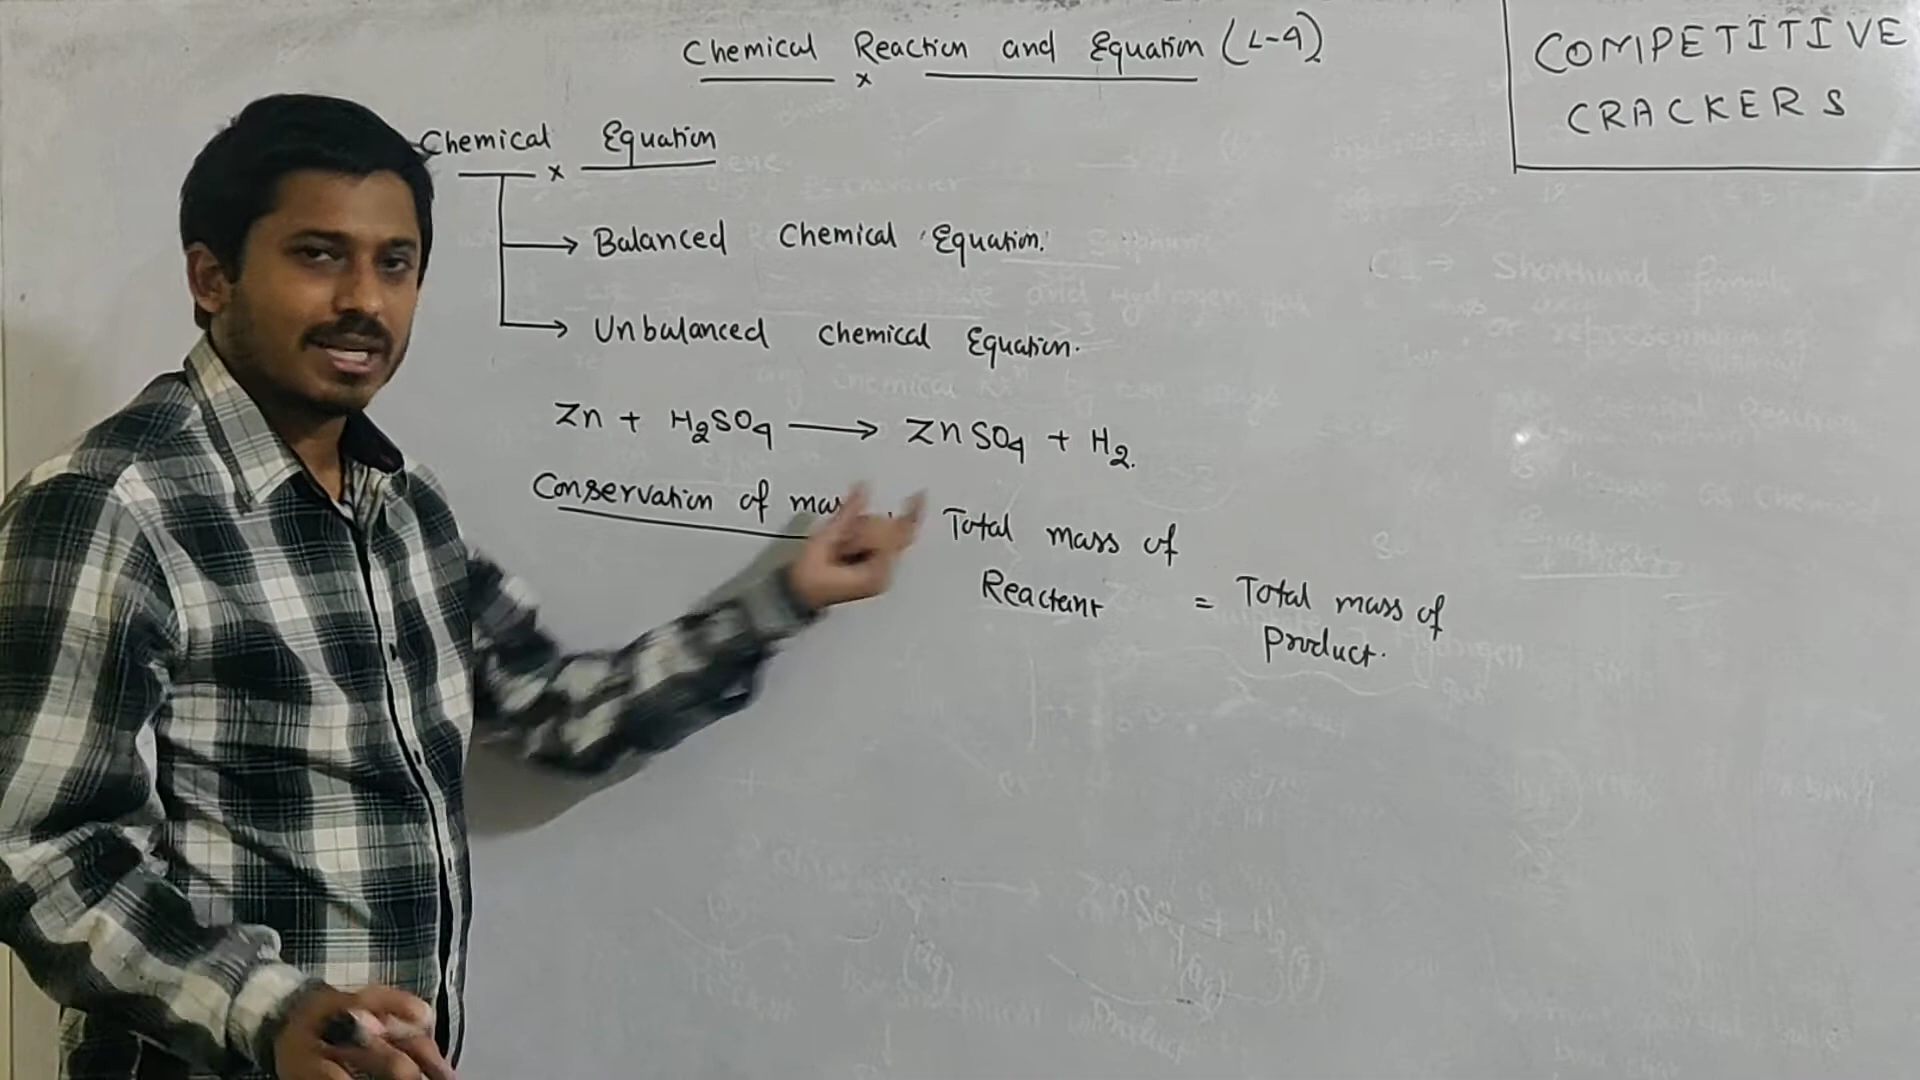 Chemical Reaction and Equation (L-4)
COMPETITIVE
CRACKERS
Chemical Equation
Balanced Chemical Equation.
Unbalanced Chemical Equation.
Zn + H₂SO₄ → ZnSO₄ + H₂.
Conservation of
Total mass of
Reactant = Total mass of
Product.